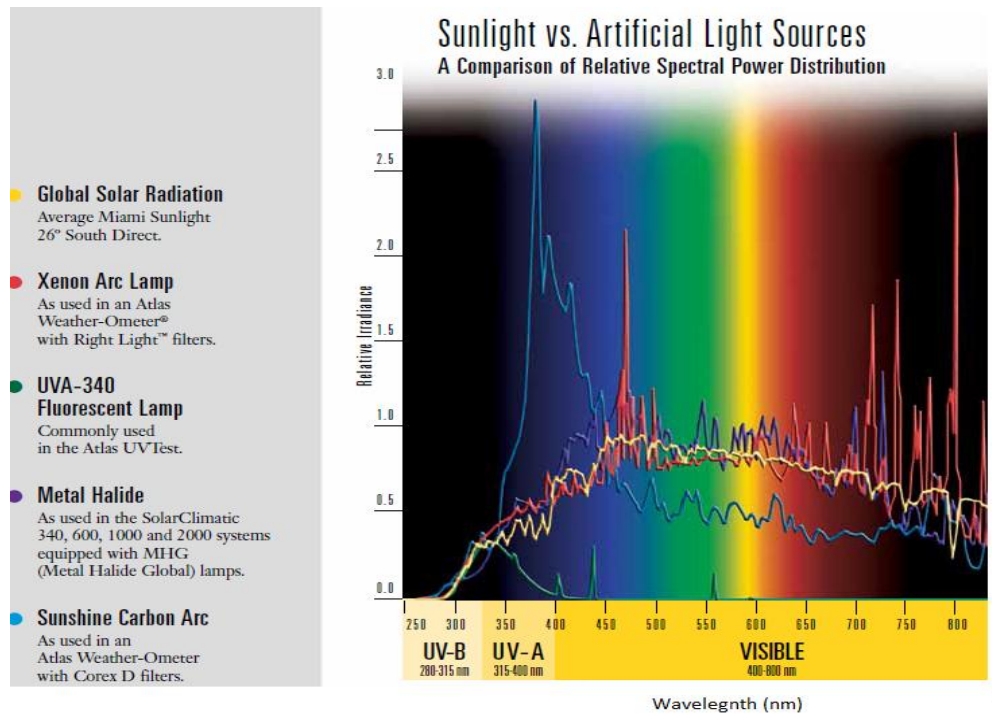 Sunlight vs. Artificial Light Sources
A Comparison of Relative Spectral Power Distribution
Global Solar Radiation
Average Miami Sunlight
26º South Direct.
Xenon Arc Lamp
As used in an Atlas
Weather-Ometer®
with Right Light™ filters.
UVA-340
Fluorescent Lamp
Commonly used
in the Atlas UVTest.
Metal Halide
As used in the SolarClimatic
340, 600, 1000 and 2000 systems
equipped with MHG
(Metal Halide Global) lamps.
Sunshine Carbon Arc
As used in an
Atlas Weather-Ometer
with Corex D filters.
Relative Irradiance
3.0
2.5
2.0
1.5
1.0
0.5
0.0
250 300 350 400 450 500 550 600 650 700 750 800
UV-B UV-A VISIBLE
280-315 nm 315-400 nm 400-800 nm
Wavelegnth (nm)